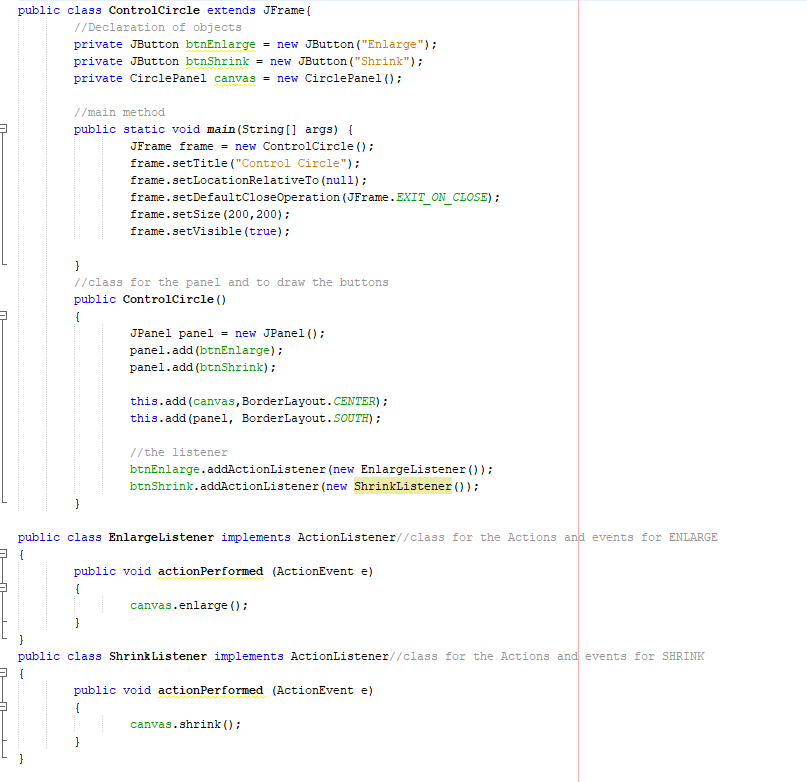 public class ControlCircle extends JFrame{
//Declaration of objects
private JButton btnEnlarge = new JButton("Enlarge");
private JButton btnShrink = new JButton("Shrink");
private CirclePanel canvas = new CirclePanel();
//main method
public static void main(String[] args) {
JFrame frame = new ControlCircle();
frame.setTitle("Control Circle");
frame.setLocationRelativeTo(null);
frame.setDefaultCloseOperation(JFrame.EXIT_ON_CLOSE);
frame.setSize(200,200);
frame.setVisible(true);
}
//class for the panel and to draw the buttons
public ControlCircle()
{
JPanel panel = new JPanel();
panel.add(btnEnlarge);
panel.add(btnShrink);
this.add(canvas,BorderLayout.CENTER);
this.add(panel, BorderLayout.SOUTH);
//the listener
btnEnlarge.addActionListener(new EnlargeListener());
btnShrink.addActionListener(new ShrinkListener());
}
public class EnlargeListener implements ActionListener//class for the Actions and events for ENLARGE
{
public void actionPerformed (ActionEvent e)
{
canvas.enlarge();
}
}
public class ShrinkListener implements ActionListener//class for the Actions and events for SHRINK
{
public void actionPerformed (ActionEvent e)
{
canvas.shrink();
}
}